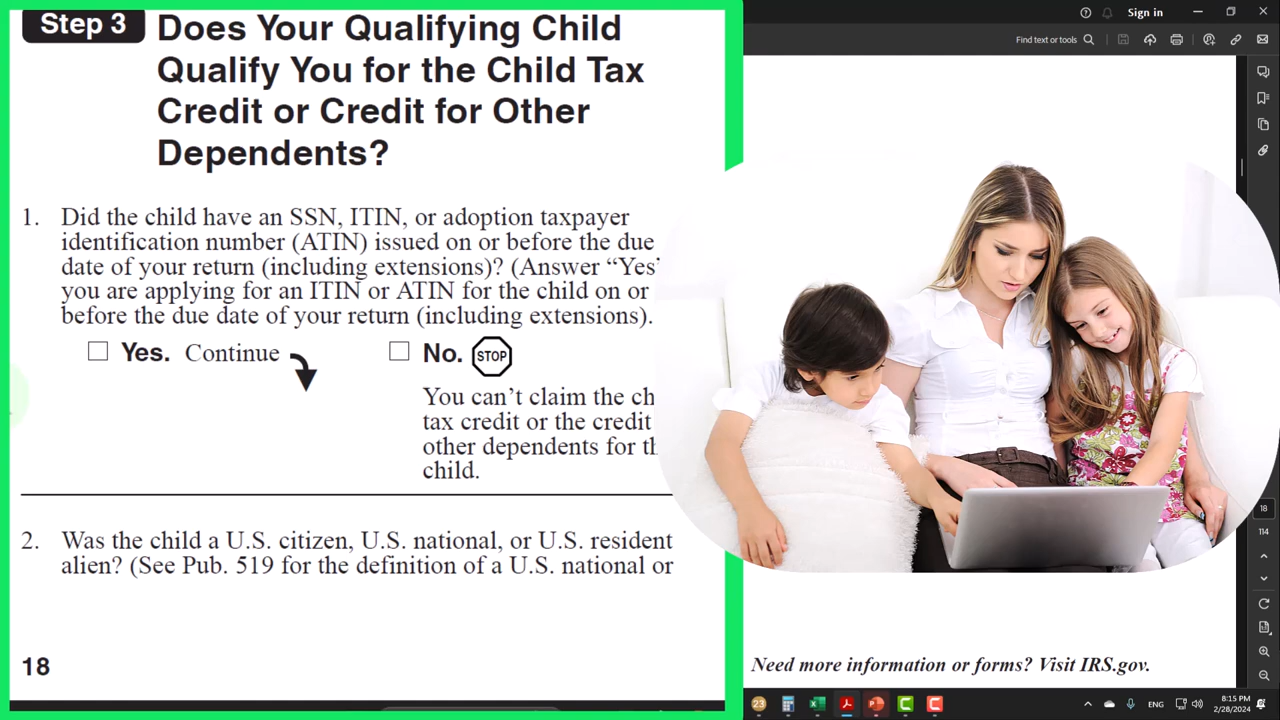 Step 3
Does Your Qualifying Child
Qualify You for the Child Tax
Credit or Credit for Other
Dependents?
1. Did the child have an SSN, ITIN, or adoption taxpayer
identification number (ATIN) issued on or before the due
date of your return (including extensions)? (Answer “Yes”
you are applying for an ITIN or ATIN for the child on or
before the due date of your return (including extensions).
Yes. Continue
No. STOP
You can’t claim the ch
tax credit or the credit
other dependents for th
child.
2. Was the child a U.S. citizen, U.S. national, or U.S. resident
alien? (See Pub. 519 for the definition of a U.S. national or
18
Sign in
Find text or tools
18
114
Need more information or forms? Visit IRS.gov.
23
ENG
8:15 PM
2/28/2024